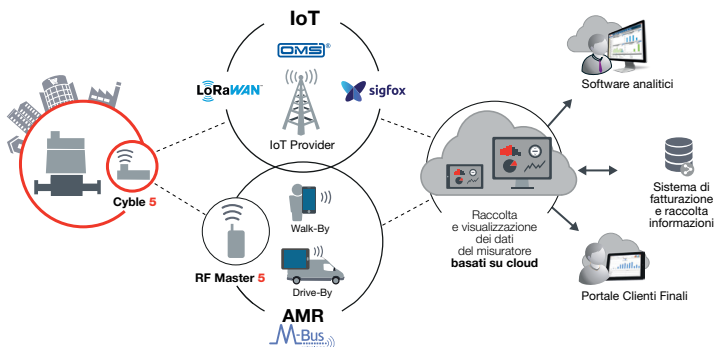 IoT
OMS®
LoRaWAN™
sigfox
IoT Provider
Cyble 5
Walk-By
RF Master 5
Drive-By
AMR
M-Bus
Raccolta
e visualizzazione
dei dati
del misuratore
basati su cloud
Software analitici
Sistema di
fatturazione
e raccolta
informazioni
Portale Clienti Finali